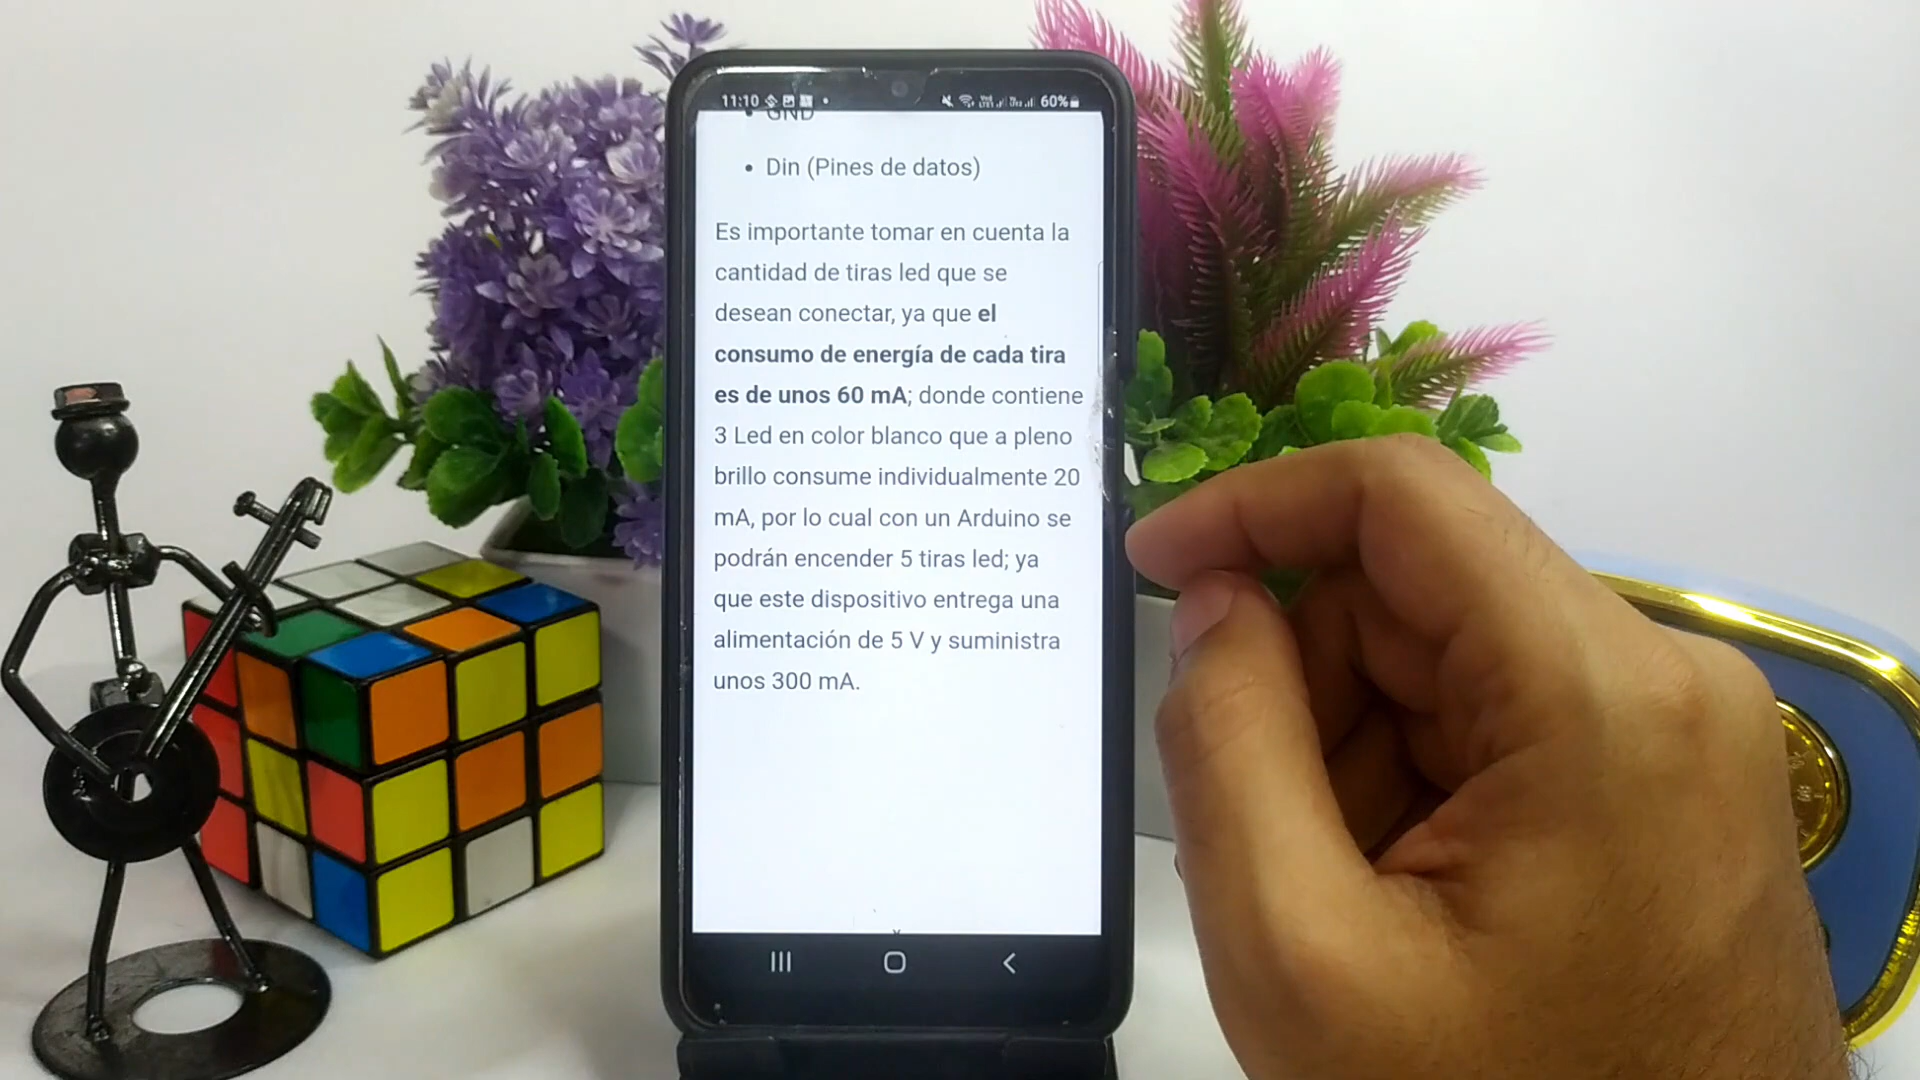 11:10
60%
GND
• Din (Pines de datos)
Es importante tomar en cuenta la
cantidad de tiras led que se
desean conectar, ya que el
consumo de energía de cada tira
es de unos 60 mA; donde contiene
3 Led en color blanco que a pleno
brillo consume individualmente 20
mA, por lo cual con un Arduino se
podrán encender 5 tiras led; ya
que este dispositivo entrega una
alimentación de 5 V y suministra
unos 300 mA.